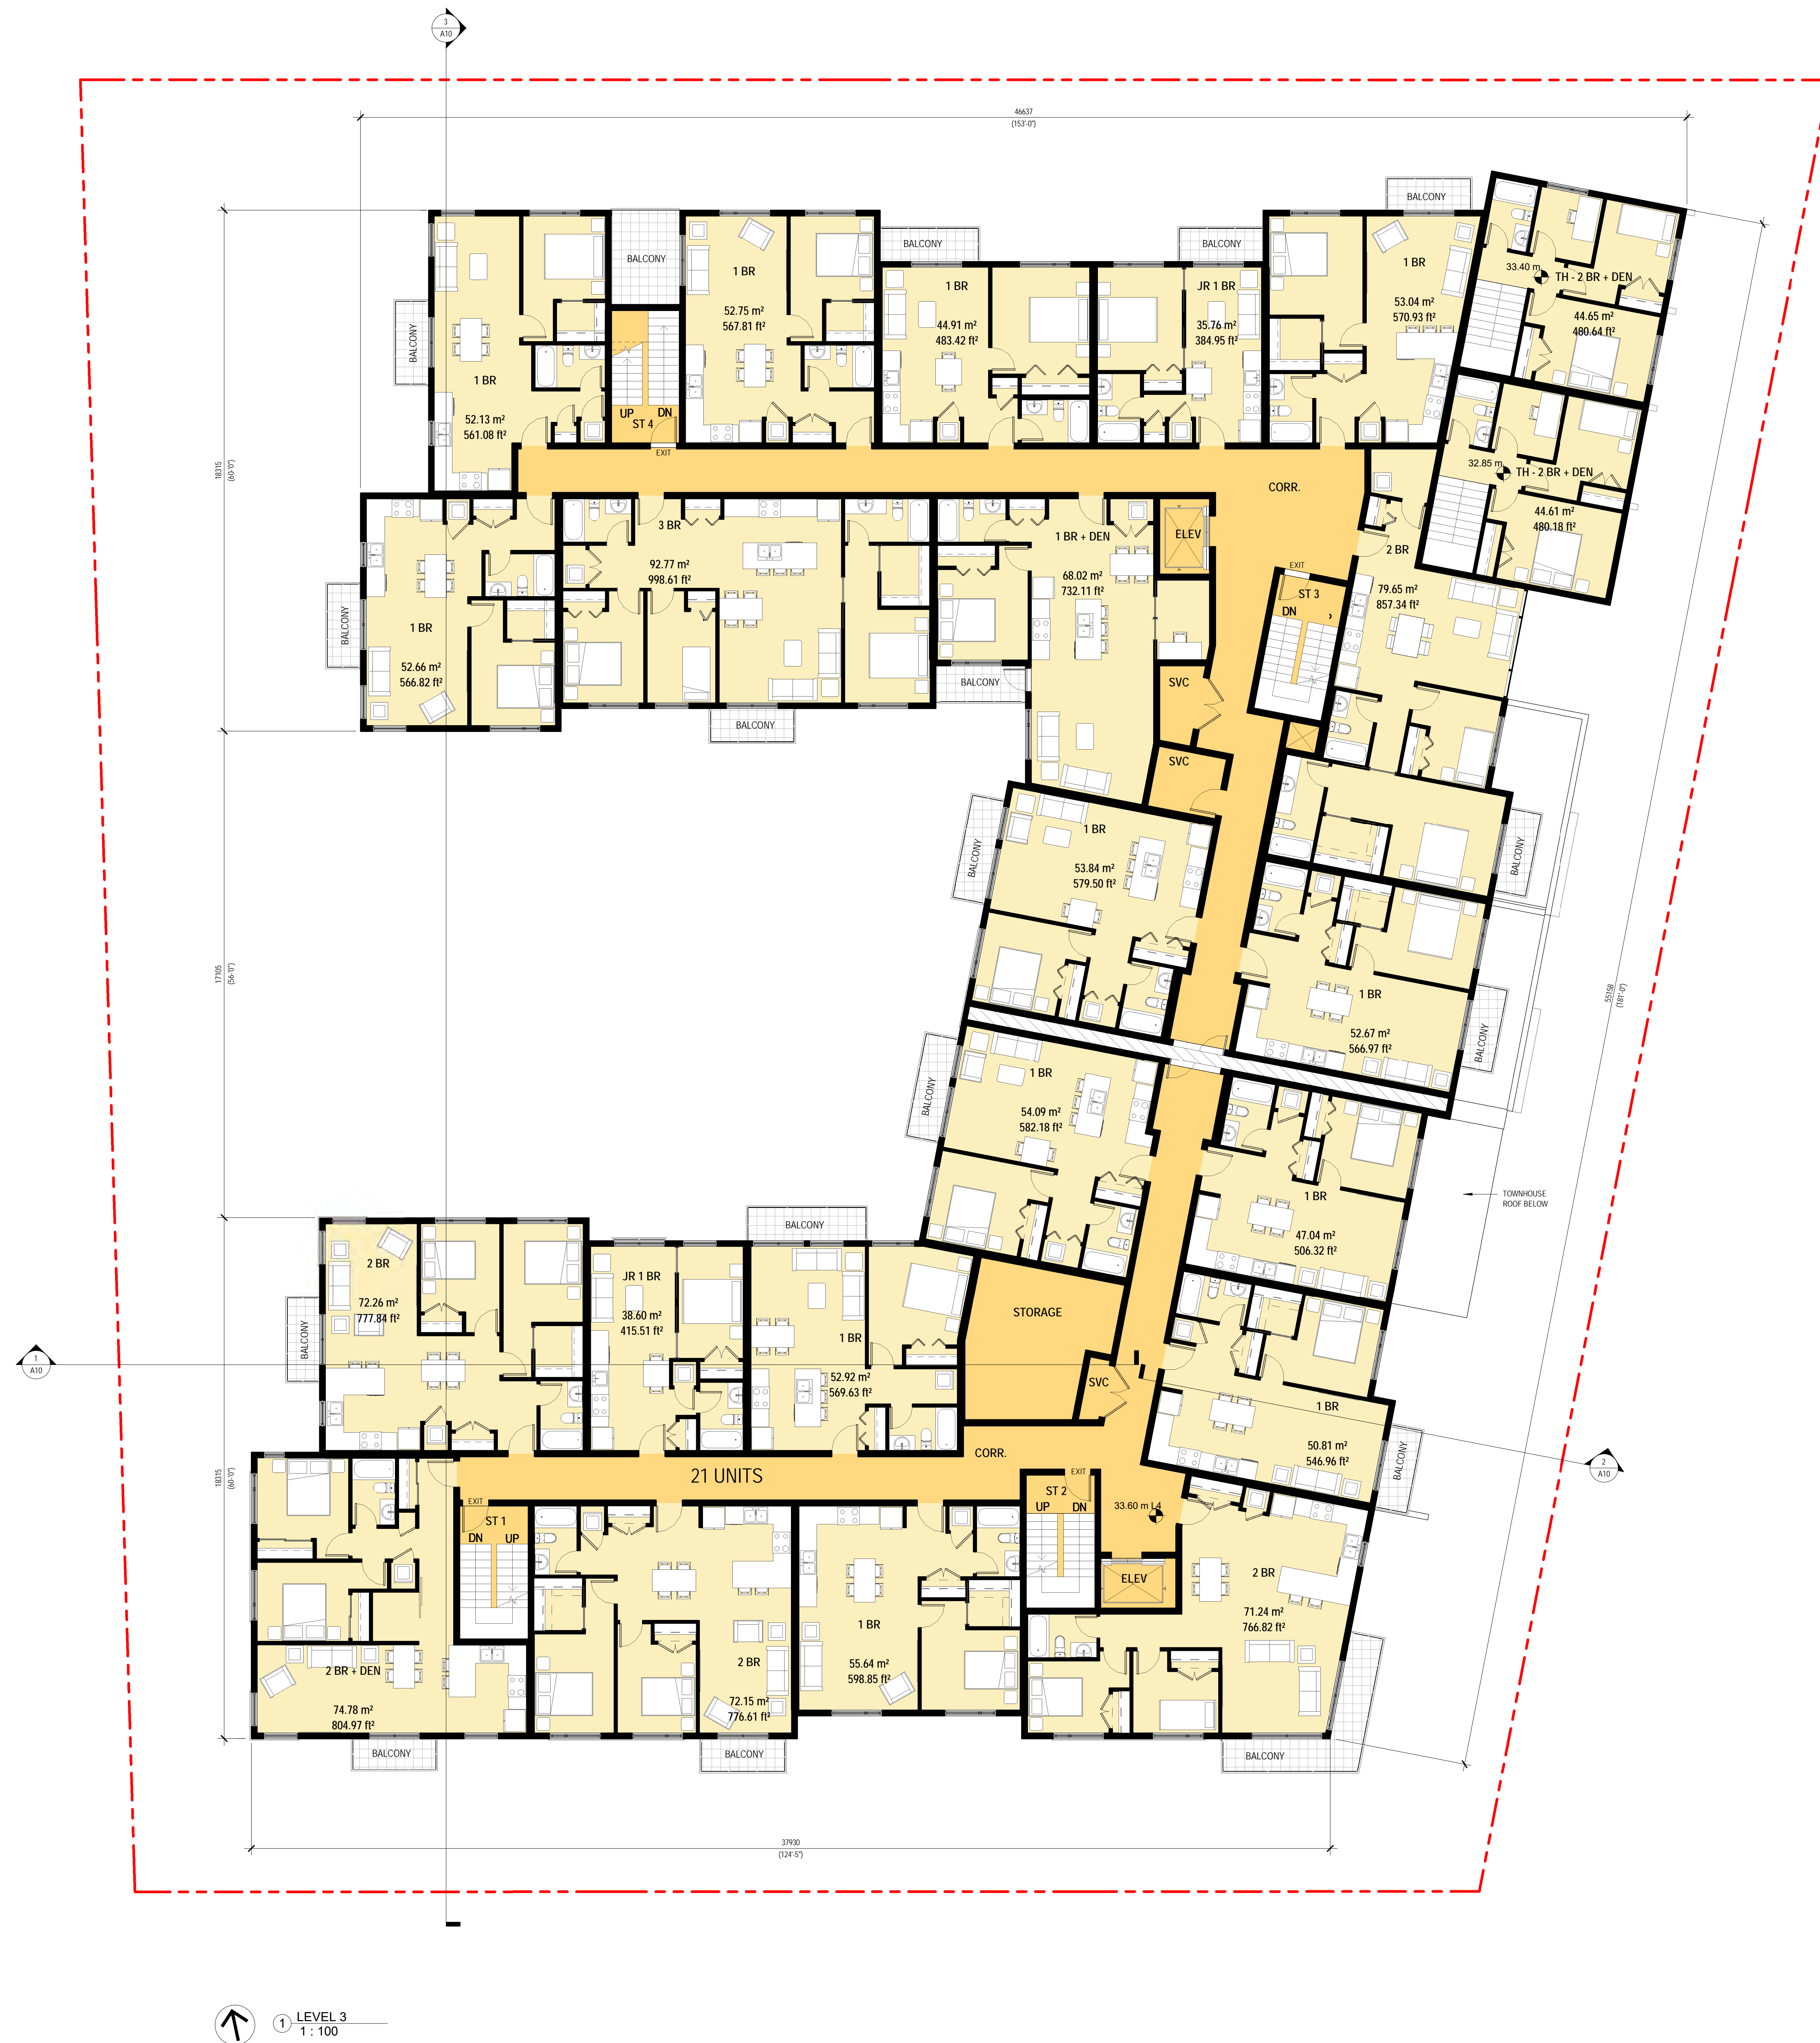 3
A10
46637
(153'-0")
BALCONY
BALCONY
BALCONY
BALCONY
1 BR
52.75 m²
567.81 ft²
1 BR
44.91 m²
483.42 ft²
JR 1 BR
35.76 m²
384.95 ft²
1 BR
53.04 m²
570.93 ft²
33.40 m
TH - 2 BR + DEN
44.65 m²
480.64 ft²
BALCONY
1 BR
52.13 m²
561.08 ft²
UP
DN
ST 4
EXIT
18315
(60'-0")
32.85 m
TH - 2 BR + DEN
44.61 m²
480.18 ft²
CORR.
3 BR
92.77 m²
998.61 ft²
1 BR + DEN
68.02 m²
732.11 ft²
ELEV
EXIT
ST 3
DN
2 BR
79.65 m²
857.34 ft²
BALCONY
1 BR
52.66 m²
566.82 ft²
BALCONY
BALCONY
SVC
SVC
BALCONY
1 BR
53.84 m²
579.50 ft²
BALCONY
17105
(56'-0")
55158
(181'-0")
1 BR
52.67 m²
566.97 ft²
BALCONY
BALCONY
1 BR
54.09 m²
582.18 ft²
1 BR
47.04 m²
506.32 ft²
TOWNHOUSE
ROOF BELOW
BALCONY
2 BR
72.26 m²
777.84 ft²
BALCONY
JR 1 BR
38.60 m²
415.51 ft²
1 BR
52.92 m²
569.63 ft²
STORAGE
SVC
1
A10
1 BR
50.81 m²
546.96 ft²
BALCONY
2
A10
18315
(60'-0")
21 UNITS
CORR.
EXIT
ST 1
DN
UP
EXIT
ST 2
UP
DN
33.60 m L4
ELEV
2 BR
71.24 m²
766.82 ft²
2 BR + DEN
74.78 m²
804.97 ft²
2 BR
72.15 m²
776.61 ft²
1 BR
55.64 m²
598.85 ft²
BALCONY
BALCONY
BALCONY
37930
(124'-5")
1
LEVEL 3
1 : 100